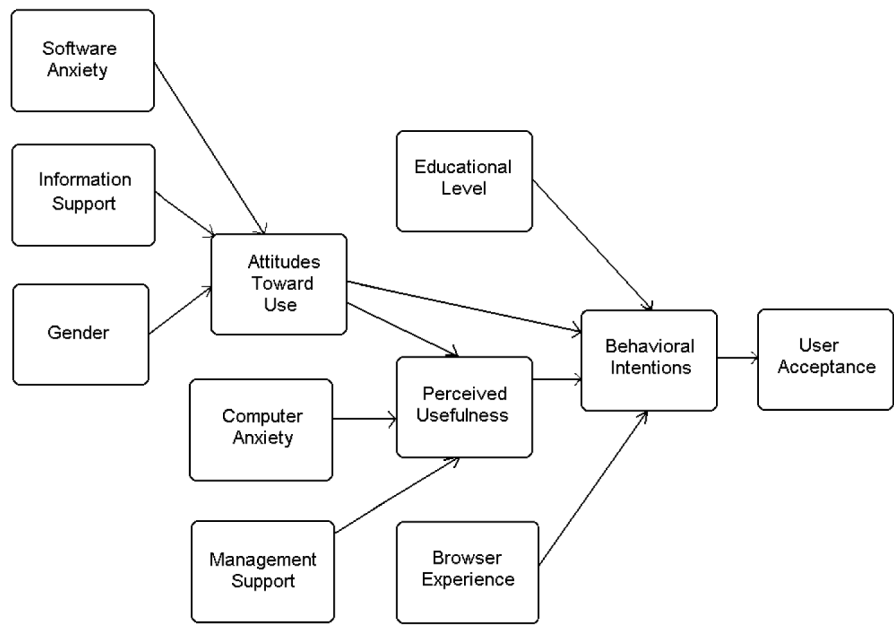 Software
Anxiety
Information
Support
Gender
Attitudes
Toward
Use
Educational
Level
Computer
Anxiety
Perceived
Usefulness
Behavioral
Intentions
User
Acceptance
Management
Support
Browser
Experience